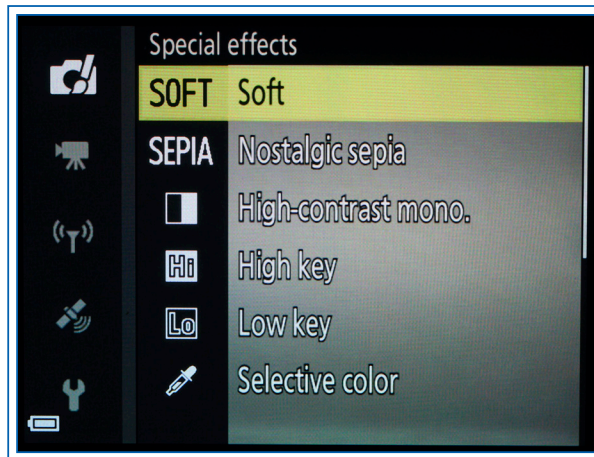 Special effects
SOFT Soft
SEPIA Nostalgic sepia
High-contrast mono.
Hi High key
Lo Low key
Selective color